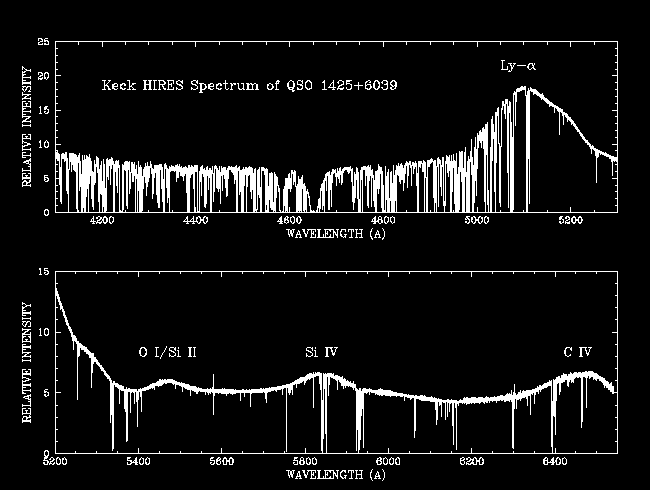 25
Ly-α
20
Keck HIRES Spectrum of QSO 1425+6039
15
10
5
0
RELATIVE INTENSITY
4200 4400 4600 4800 5000 5200
WAVELENGTH (A)
15
10
O I/Si II Si IV C IV
5
0
RELATIVE INTENSITY
5200 5400 5600 5800 6000 6200 6400
WAVELENGTH (A)